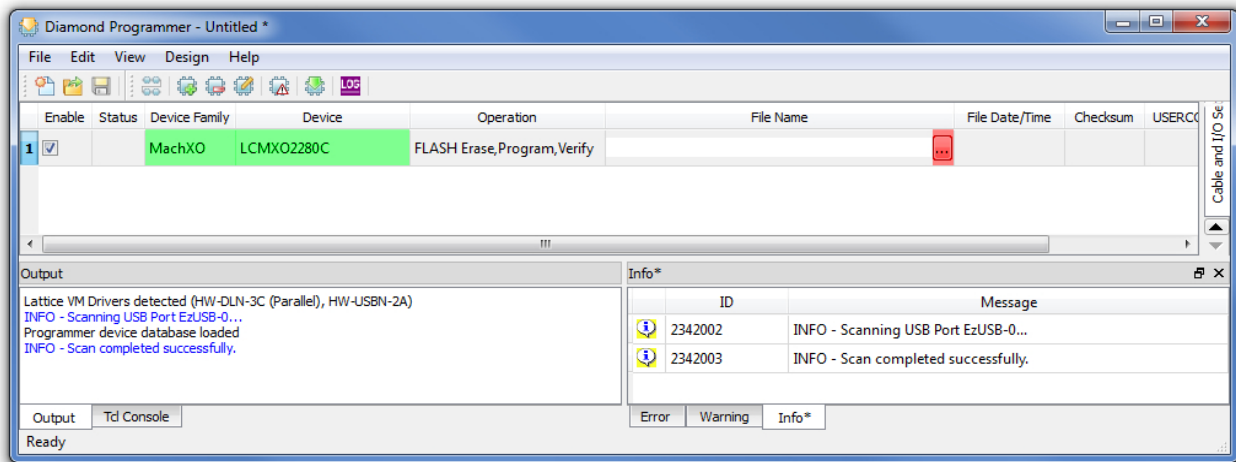 Diamond Programmer - Untitled *
File Edit View Design Help
LOG
Enable Status Device Family Device Operation File Name File Date/Time Checksum
1 MachXO LCMXO2280C FLASH Erase,Program,Verify ...
Cable and I/O
Output
Lattice VM Drivers detected (HW-DLN-3C (Parallel), HW-USBN-2A)
INFO - Scanning USB Port EzUSB-0...
Programmer device database loaded
INFO - Scan completed successfully.
Output Tcl Console
Info*
ID Message
2342002 INFO - Scanning USB Port EzUSB-0...
2342003 INFO - Scan completed successfully.
Error Warning Info*
Ready